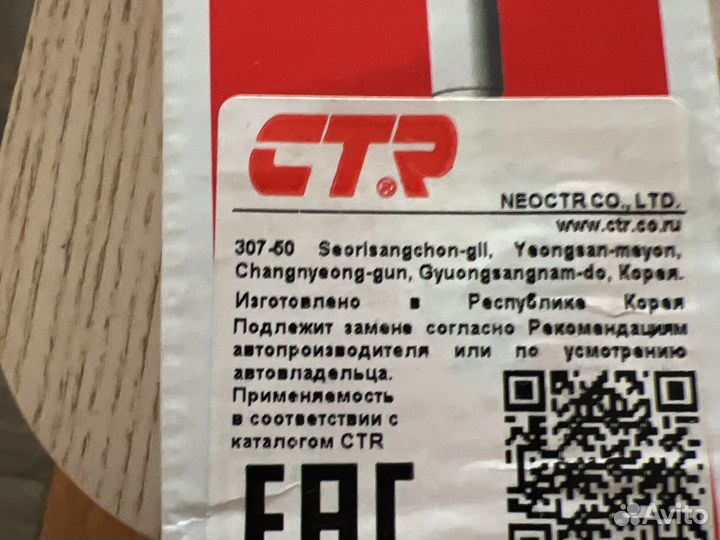 CTR®
NEOCTR CO., LTD.
www.ctr.co.ru
307-50 Seorisangchon-gil, Yeongsan-meyon,
Changnyeong-gun, Gyuongsangnam-do, Корея.
Изготовлено в Республике Корея
Подлежит замене согласно Рекомендациям
автопроизводителя или по усмотрению
автовладельца.
Применяемость
в соответствии с
каталогом CTR
EAC
Avito